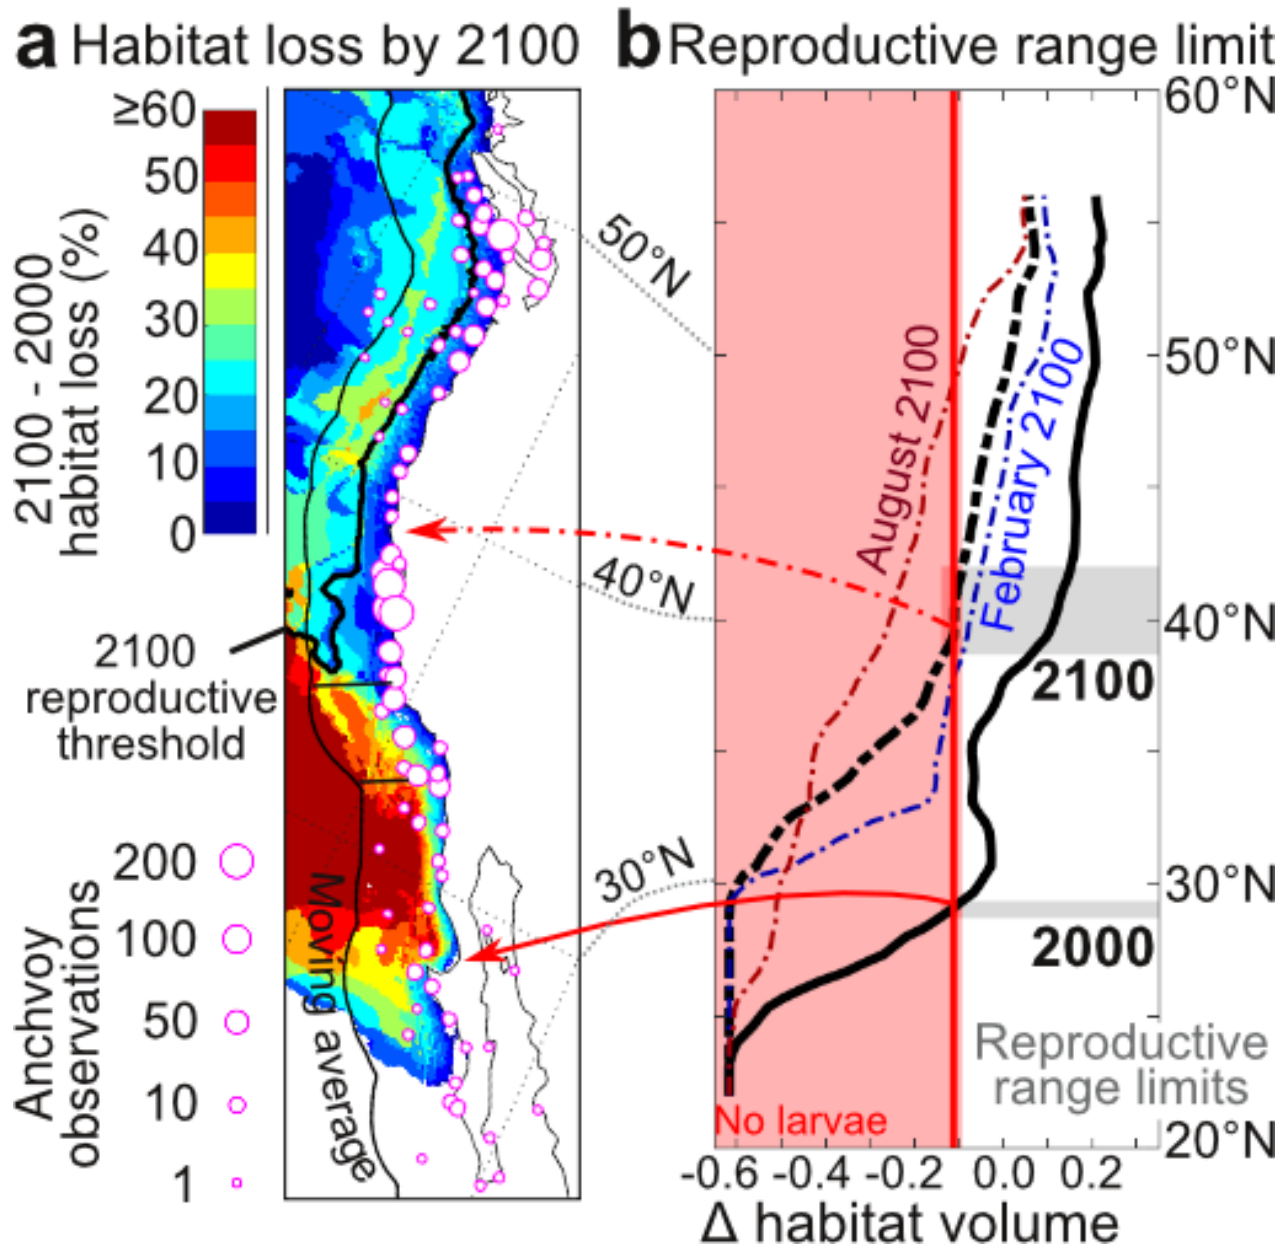 a Habitat loss by 2100
2100 - 2000
habitat loss (%)
≥60
50
40
30
20
10
0
2100
reproductive
threshold
Anchvoy
observations
200
100
50
10
1
Moving average
50°N
40°N
30°N
b Reproductive range limit
60°N
50°N
40°N
30°N
20°N
August 2100
February 2100
2100
2000
Reproductive
range limits
No larvae
-0.6 -0.4 -0.2 0.0 0.2
Δ habitat volume